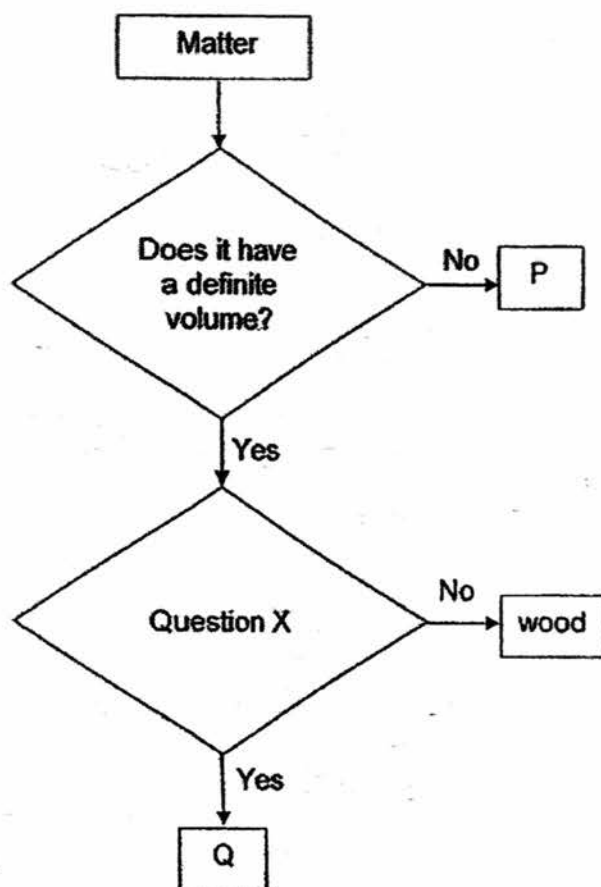 Matter
Does it have
a definite
volume?
No
P
Yes
Question X
No
wood
Yes
Q